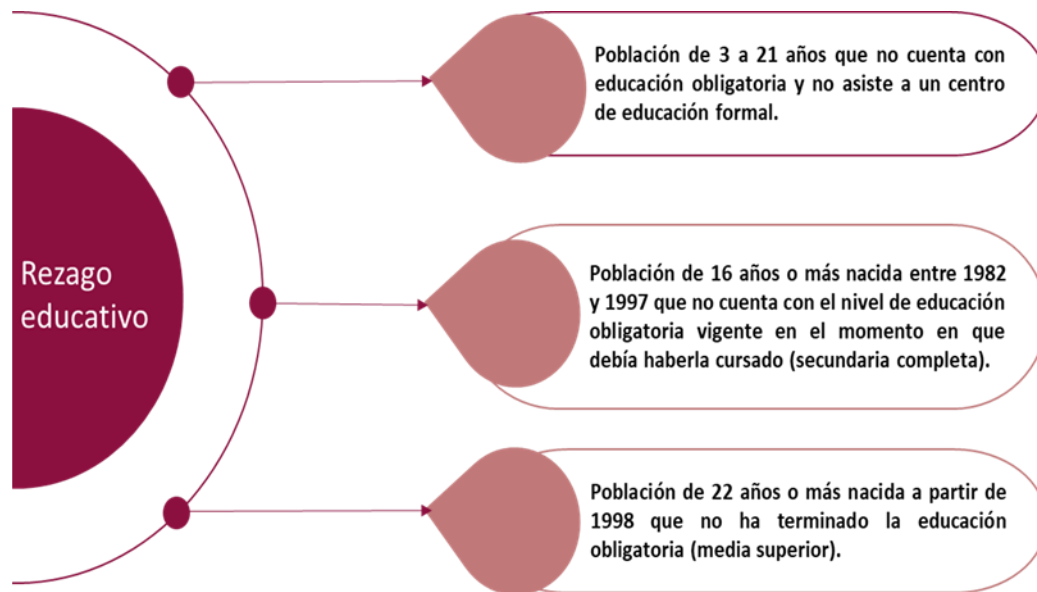 Rezago
educativo
Población de 3 a 21 años que no cuenta con
educación obligatoria y no asiste a un centro
de educación formal.
Población de 16 años o más nacida entre 1982
y 1997 que no cuenta con el nivel de educación
obligatoria vigente en el momento en que
debía haberla cursado (secundaria completa).
Población de 22 años o más nacida a partir de
1998 que no ha terminado la educación
obligatoria (media superior).